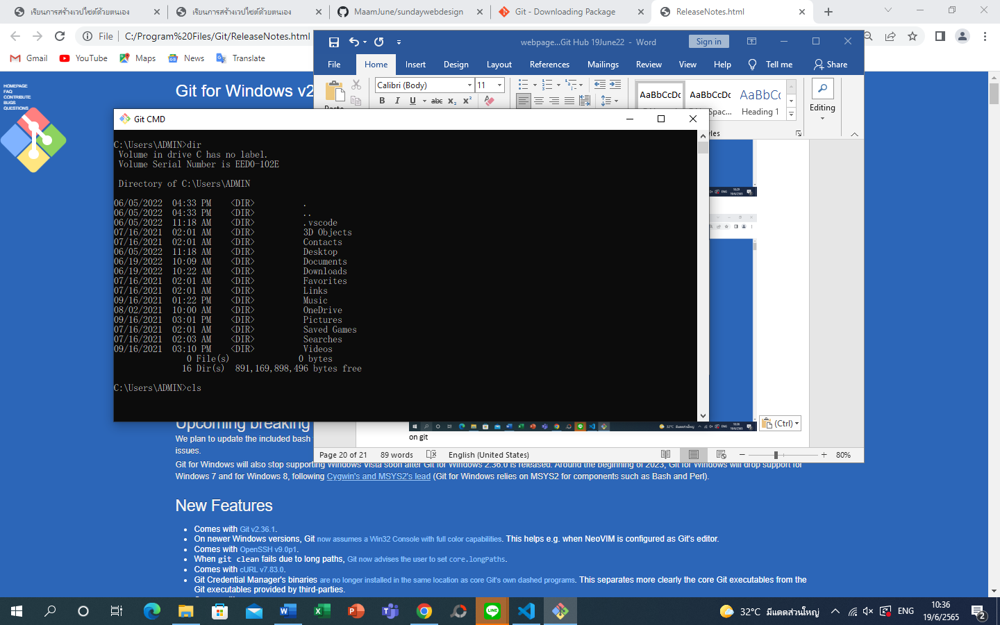 เรียนการสร้างเวปไซต์ด้วยตนเอง
เรียนการสร้างเวปไซต์ด้วยตนเอง
MaamJune/sundaywebdesign
Git - Downloading Package
ReleaseNotes.html
File
C:/Program%20Files/Git/ReleaseNotes.html
Gmail
YouTube
Maps
News
Translate
HOMEPAGE
FAQ
CONTRIBUTE
BUGS
QUESTIONS
Git for Windows v2
webpage...Git Hub 19June22 - Word
Sign in
File
Home
Insert
Design
Layout
References
Mailings
Review
View
Help
Tell me
Share
Calibri (Body)
11
AaBbCcDc
AaBbCcDc
AaBbCc
Spac...
Heading 1
Editing
Git CMD
C:\Users\ADMIN>dir
Volume in drive C has no label.
Volume Serial Number is EED0-102E
Directory of C:\Users\ADMIN
06/05/2022 04:33 PM <DIR> .
06/05/2022 04:33 PM <DIR> ..
06/05/2022 11:18 AM <DIR> .vscode
07/16/2021 02:01 AM <DIR> 3D Objects
07/16/2021 02:01 AM <DIR> Contacts
06/05/2022 11:18 AM <DIR> Desktop
06/19/2022 10:09 AM <DIR> Documents
06/19/2022 10:22 AM <DIR> Downloads
07/16/2021 02:01 AM <DIR> Favorites
07/16/2021 02:01 AM <DIR> Links
09/16/2021 01:22 PM <DIR> Music
08/02/2021 10:00 AM <DIR> OneDrive
09/16/2021 03:01 PM <DIR> Pictures
07/16/2021 02:01 AM <DIR> Saved Games
07/16/2021 02:03 AM <DIR> Searches
09/16/2021 03:10 PM <DIR> Videos
0 File(s) 0 bytes
16 Dir(s) 891,169,898,496 bytes free
C:\Users\ADMIN>cls
(Ctrl)
on git
Page 20 of 21
89 words
English (United States)
80%
Upcoming breaking
We plan to update the included bash
issues.
Git for Windows will also stop supporting Windows Vista soon after Git for Windows 2.36.0 is released. Around the beginning of 2023, Git for Windows will drop support for
Windows 7 and for Windows 8, following Cygwin's and MSYS2's lead (Git for Windows relies on MSYS2 for components such as Bash and Perl).
New Features
• Comes with Git v2.36.1.
• On newer Windows versions, Git now assumes a Win32 Console with full color capabilities. This helps e.g. when NeoVIM is configured as Git's editor.
• Comes with OpenSSH v9.0p1.
• When git clean fails due to long paths, Git now advises the user to set core.longPaths.
• Comes with cURL v7.83.0.
• Git Credential Manager's binaries are no longer installed in the same location as core Git's own dashed programs. This separates more clearly the core Git executables from the
Git executables provided by third-parties.
32°C มีแดดส่วนใหญ่
ENG
10:36
19/6/2565
2